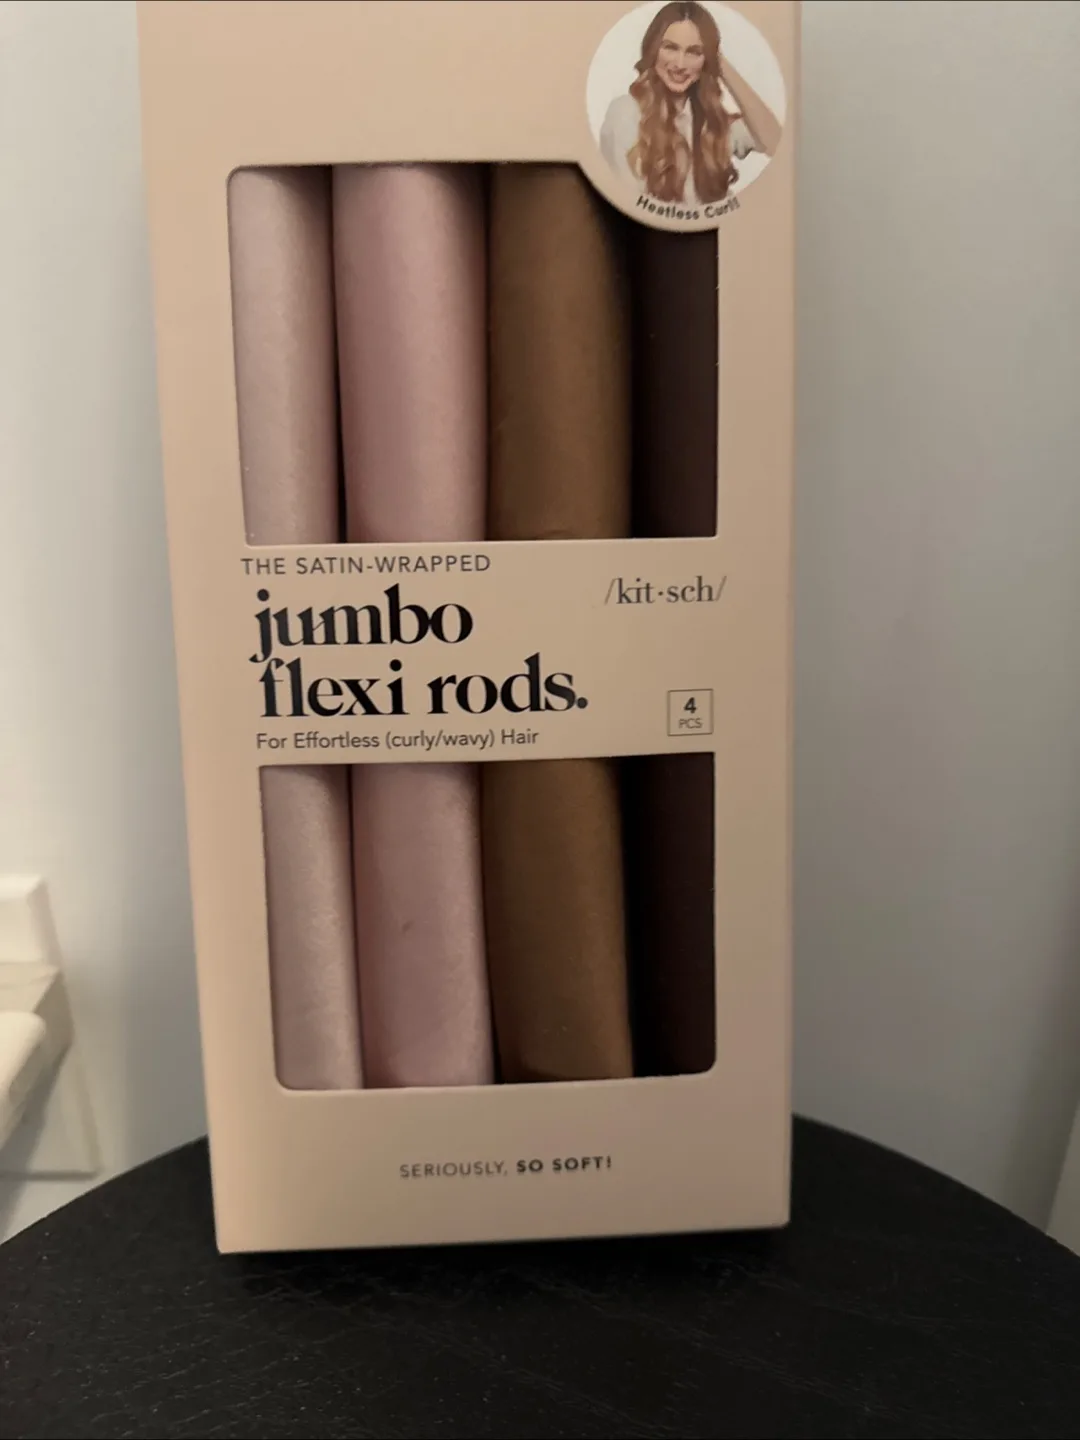 Heatless Curl!
THE SATIN-WRAPPED
jumbo
flexi rods.
/kit·sch/
4
PCS
For Effortless (curly/wavy) Hair
SERIOUSLY, SO SOFT!